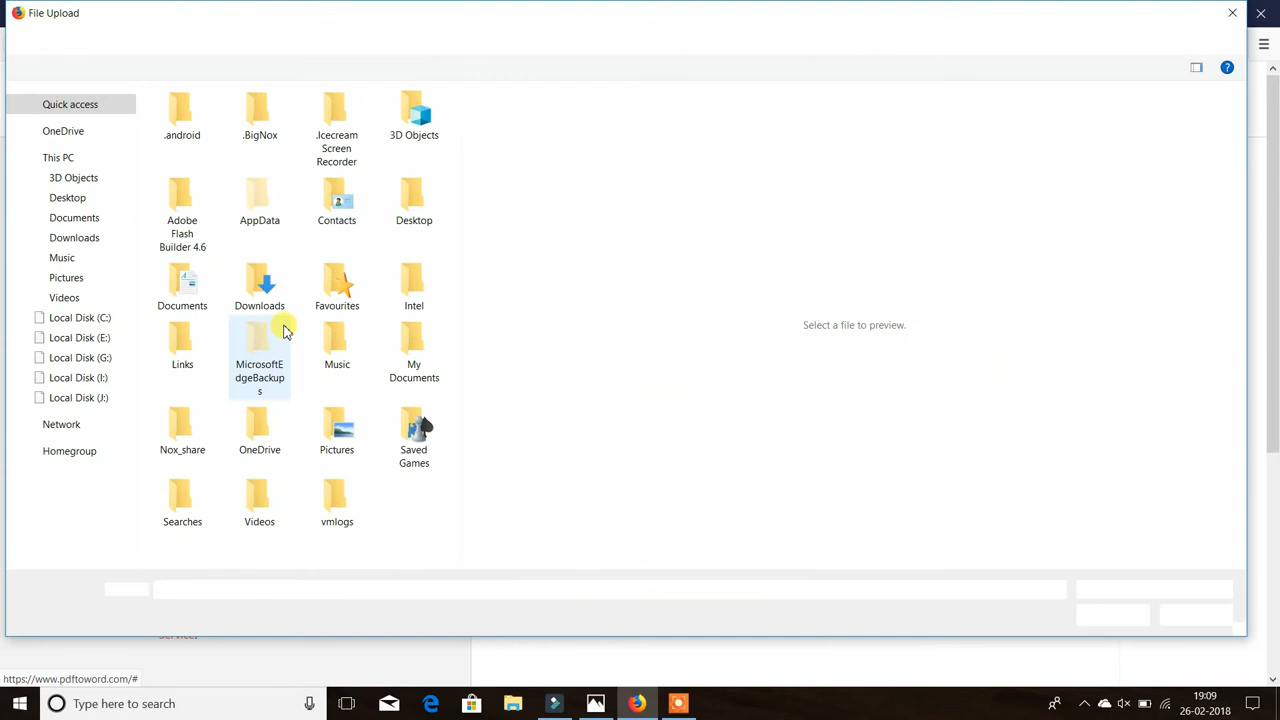 File Upload
Quick access
OneDrive
This PC
3D Objects
Desktop
Documents
Downloads
Music
Pictures
Videos
Local Disk (C:)
Local Disk (E:)
Local Disk (G:)
Local Disk (I:)
Local Disk (J:)
Network
Homegroup
.android
.BigNox
.Icecream
Screen
Recorder
3D Objects
Adobe
Flash
Builder 4.6
AppData
Contacts
Desktop
Documents
Downloads
Favourites
Intel
Links
MicrosoftE
dgeBackup
s
Music
My
Documents
Nox_share
OneDrive
Pictures
Saved
Games
Searches
Videos
vmlogs
Select a file to preview.
service.
https://www.pdftoword.com/#
Type here to search
19:09
26-02-2018